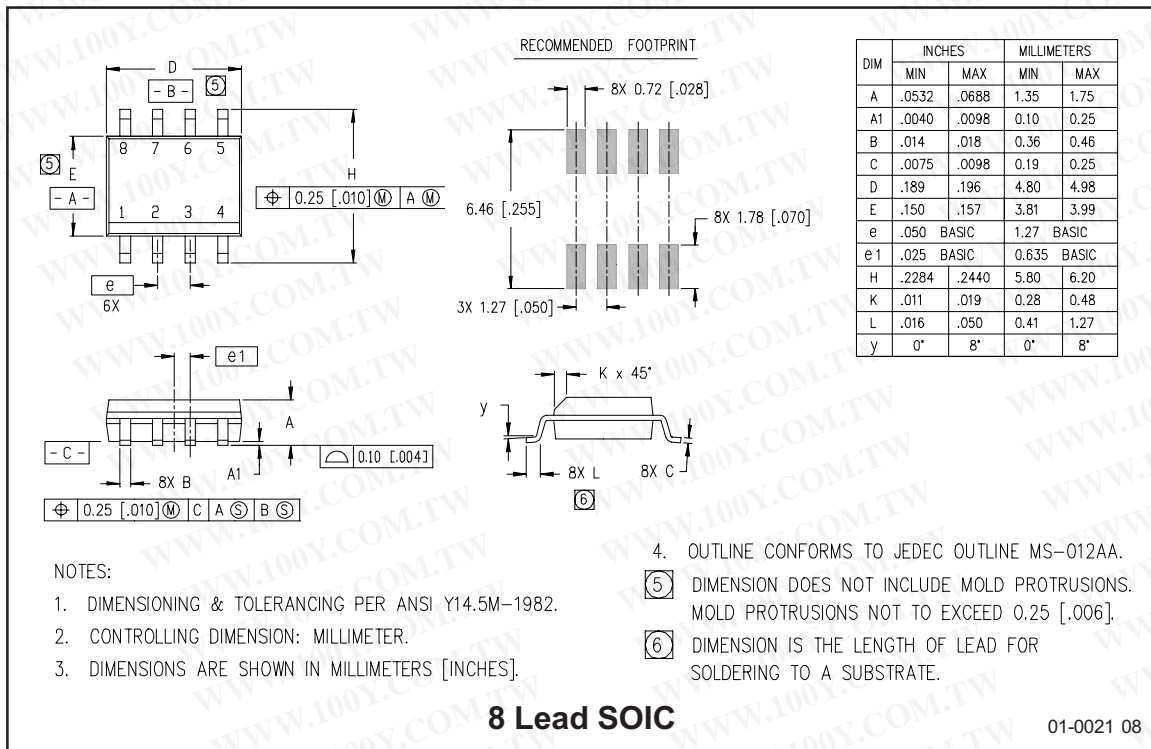 RECOMMENDED FOOTPRINT
D
- B -
5
8 7 6 5
5
E
- A -
H
⌖ 0.25 [.010] Ⓜ A Ⓜ
1 2 3 4
e
6X
8X 0.72 [.028]
6.46 [.255]
8X 1.78 [.070]
3X 1.27 [.050]
DIM INCHES MILLIMETERS
MIN MAX MIN MAX
A .0532 .0688 1.35 1.75
A1 .0040 .0098 0.10 0.25
B .014 .018 0.36 0.46
C .0075 .0098 0.19 0.25
D .189 .196 4.80 4.98
E .150 .157 3.81 3.99
e .050 BASIC 1.27 BASIC
e1 .025 BASIC 0.635 BASIC
H .2284 .2440 5.80 6.20
K .011 .019 0.28 0.48
L .016 .050 0.41 1.27
y 0° 8° 0° 8°
e1
A
- C -
A1
8X B
⌓ 0.10 [.004]
⌖ 0.25 [.010] Ⓜ C A Ⓢ B Ⓢ
K x 45°
y
8X L
6
8X C
NOTES:
1. DIMENSIONING & TOLERANCING PER ANSI Y14.5M-1982.
2. CONTROLLING DIMENSION: MILLIMETER.
3. DIMENSIONS ARE SHOWN IN MILLIMETERS [INCHES].
4. OUTLINE CONFORMS TO JEDEC OUTLINE MS-012AA.
5 DIMENSION DOES NOT INCLUDE MOLD PROTRUSIONS.
MOLD PROTRUSIONS NOT TO EXCEED 0.25 [.006].
6 DIMENSION IS THE LENGTH OF LEAD FOR
SOLDERING TO A SUBSTRATE.
8 Lead SOIC
01-0021 08
WWW.100Y.COM.TW